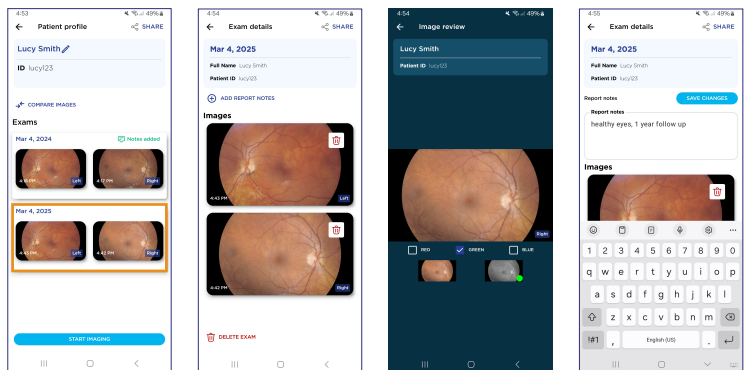 4:53
49%
Patient profile
SHARE
Lucy Smith
ID lucy123
COMPARE IMAGES
Exams
Mar 4, 2024
Notes added
4:16 PM
Left
4:17 PM
Right
Mar 4, 2025
4:43 PM
Left
4:42 PM
Right
START IMAGING
4:54
49%
Exam details
SHARE
Mar 4, 2025
Full Name Lucy Smith
Patient ID lucy123
ADD REPORT NOTES
Images
4:43 PM
Left
4:42 PM
Right
DELETE EXAM
4:54
49%
Image review
Lucy Smith
Patient ID lucy123
Right
RED
GREEN
BLUE
4:55
49%
Exam details
SHARE
Mar 4, 2025
Full Name Lucy Smith
Patient ID lucy123
Report notes
SAVE CHANGES
Report notes
healthy eyes, 1 year follow up
Images
1 2 3 4 5 6 7 8 9 0
q w e r t y u i o p
a s d f g h j k l
z x c v b n m
!#1 , English (US) .